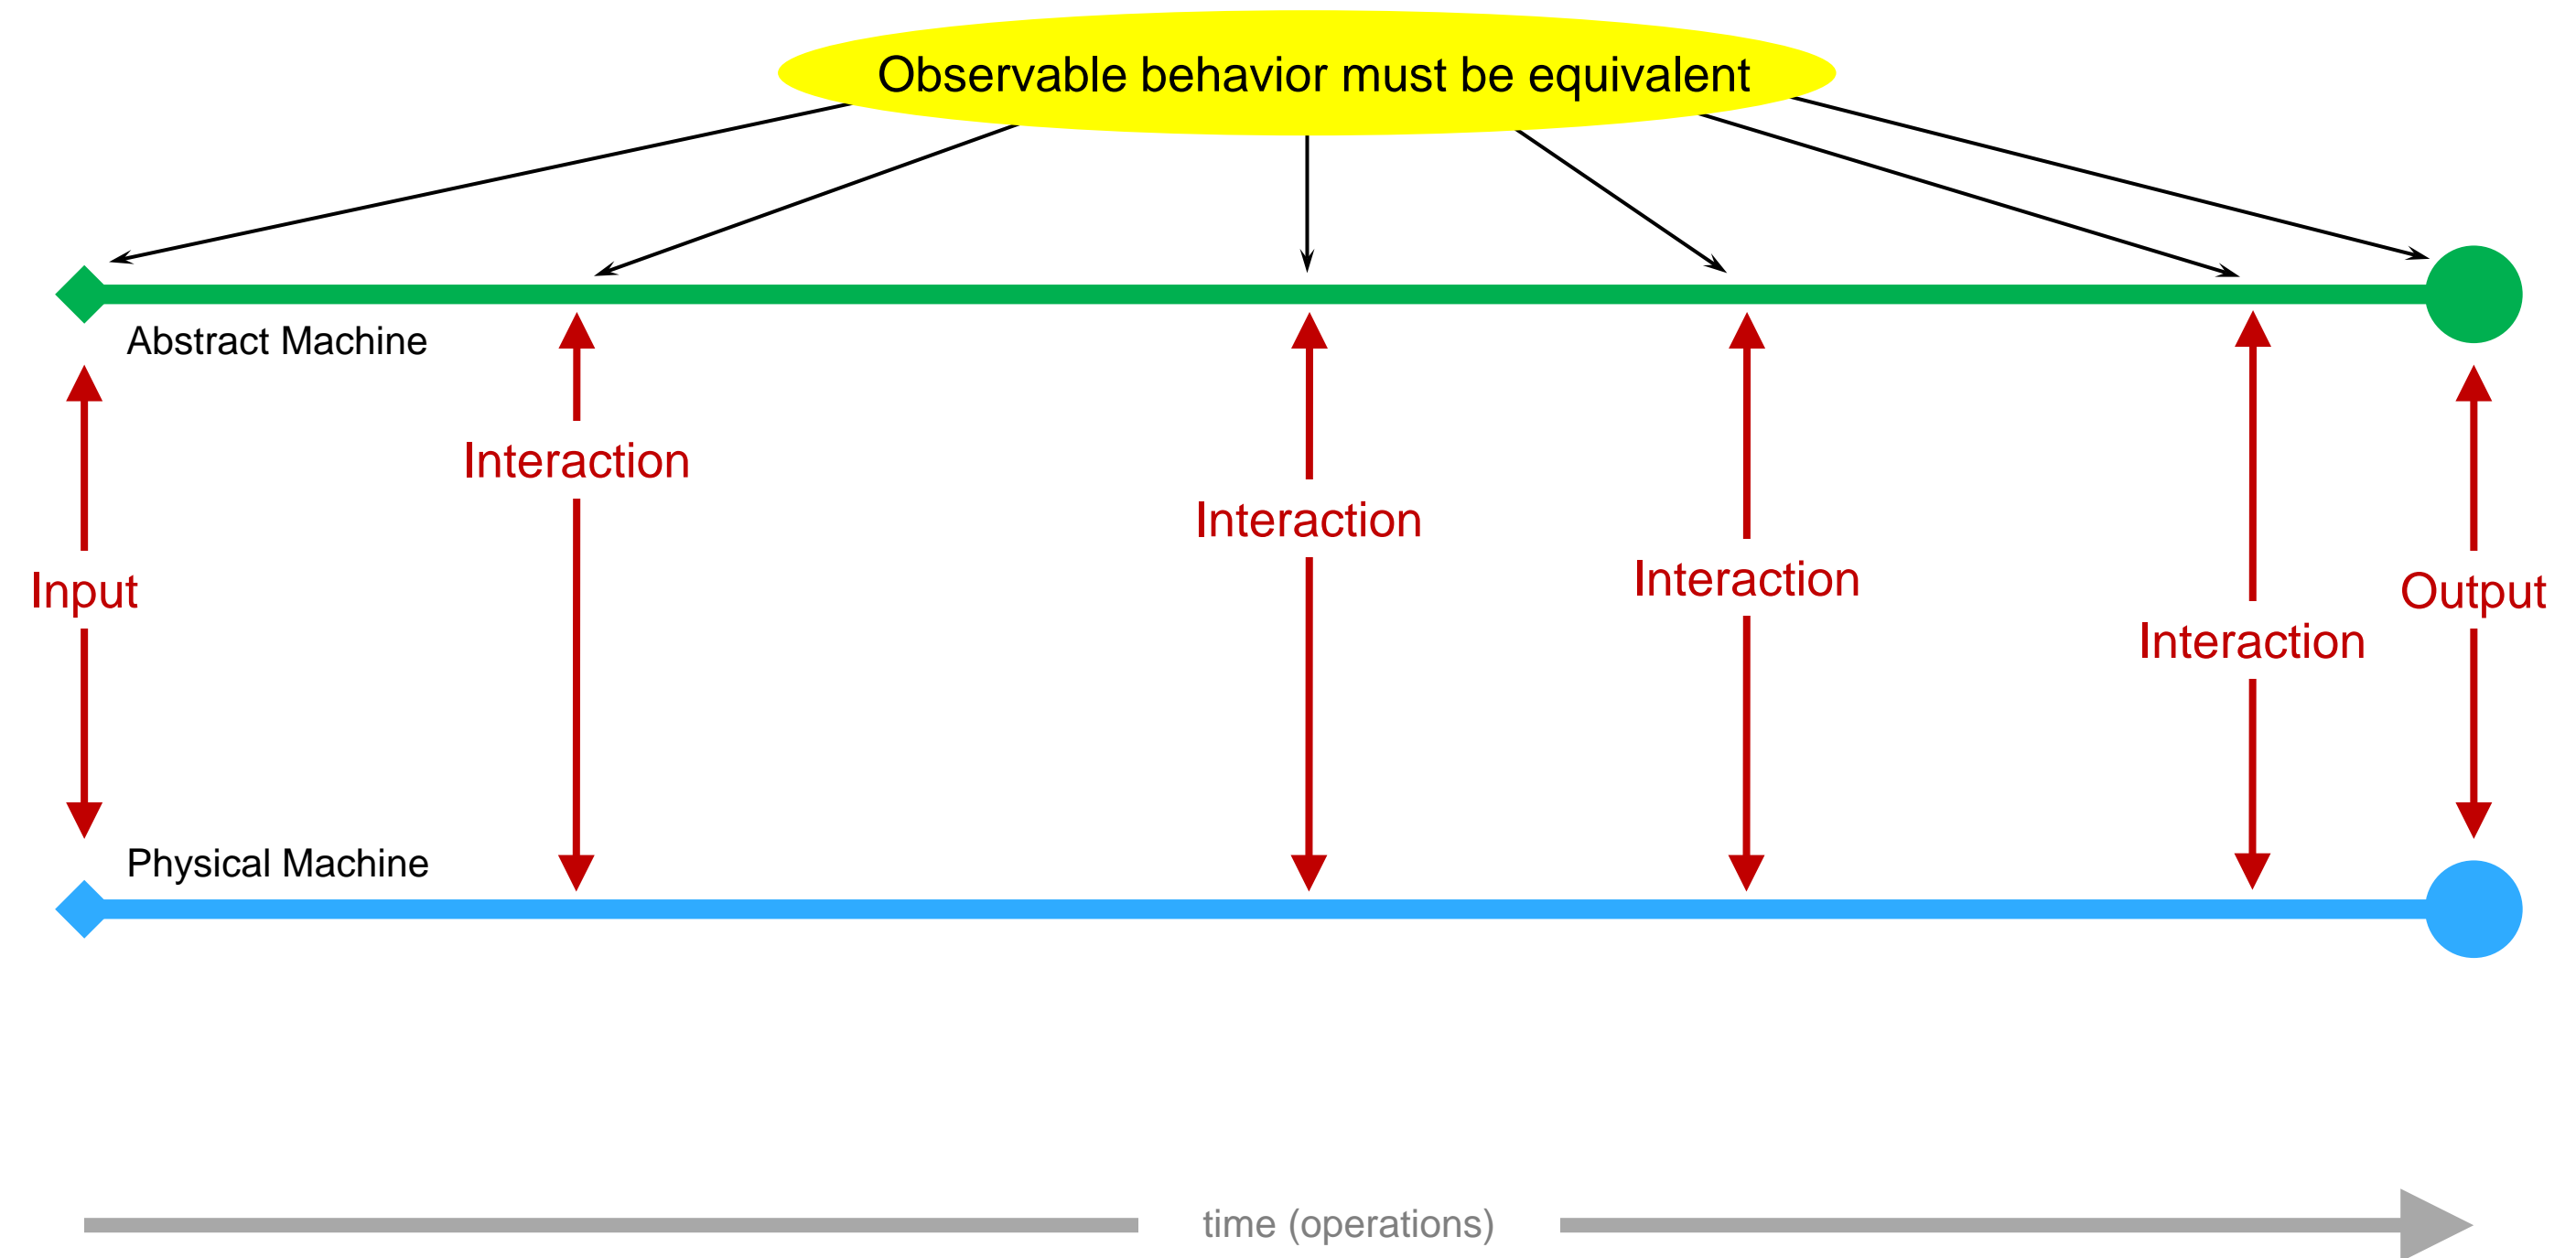 Observable behavior must be equivalent
Abstract Machine
Interaction
Interaction
Interaction
Input
Output
Interaction
Physical Machine
time (operations)